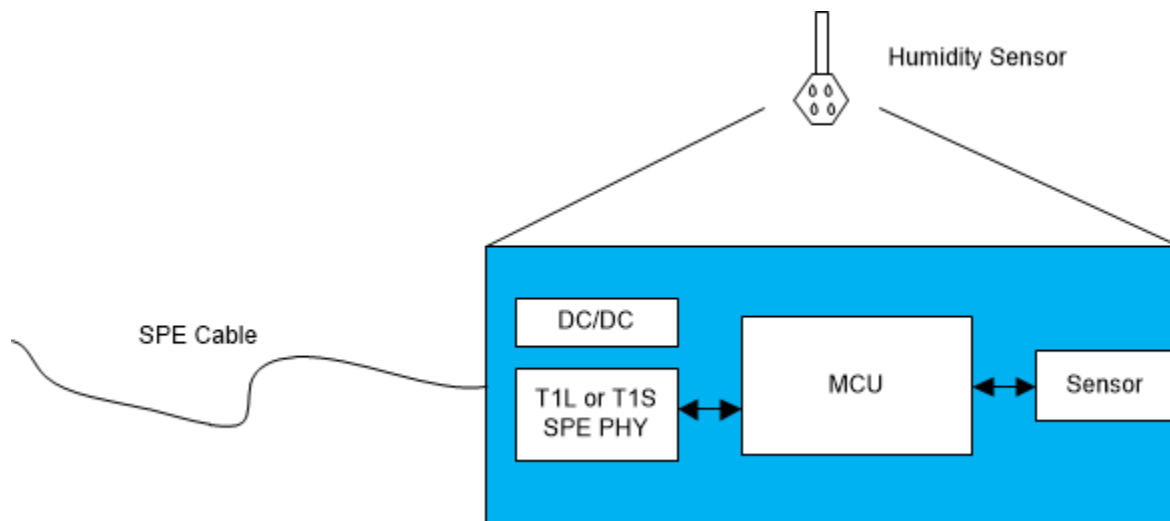 Humidity Sensor
SPE Cable
DC/DC
T1L or T1S
SPE PHY
MCU
Sensor